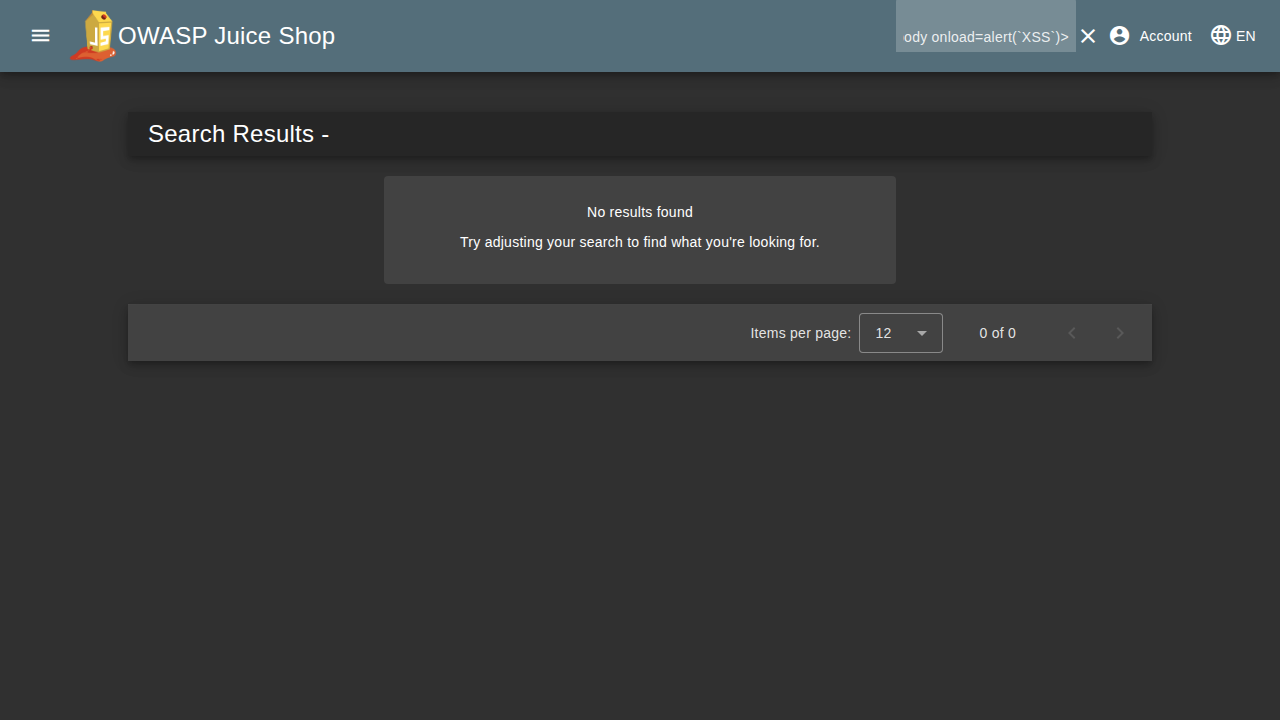 OWASP Juice Shop
ody onload=alert(`XSS`)>
Account
EN
Search Results -
No results found
Try adjusting your search to find what you're looking for.
Items per page:
12
0 of 0